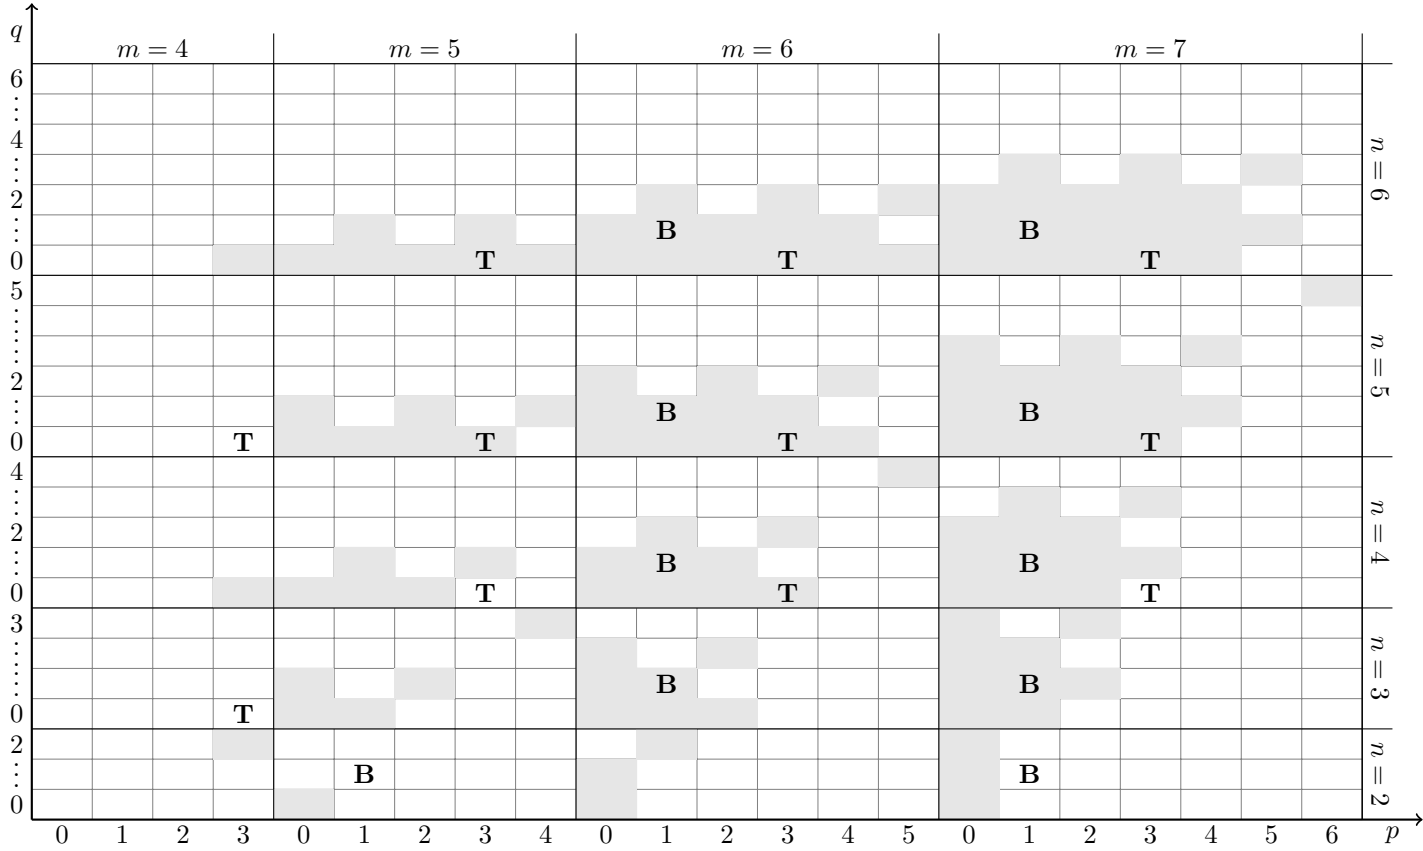 q
m = 4 m = 5 m = 6 m = 7
6
⋮
4
⋮
2 B B
⋮
0 T T T
n = 6
5
⋮
2 B B
⋮
0 T T T T
n = 5
4
⋮
2
⋮ B B
0 T T T
n = 4
3
⋮ B B
0 T
n = 3
2
⋮ B B
0
n = 2
0 1 2 3 0 1 2 3 4 0 1 2 3 4 5 0 1 2 3 4 5 6 p